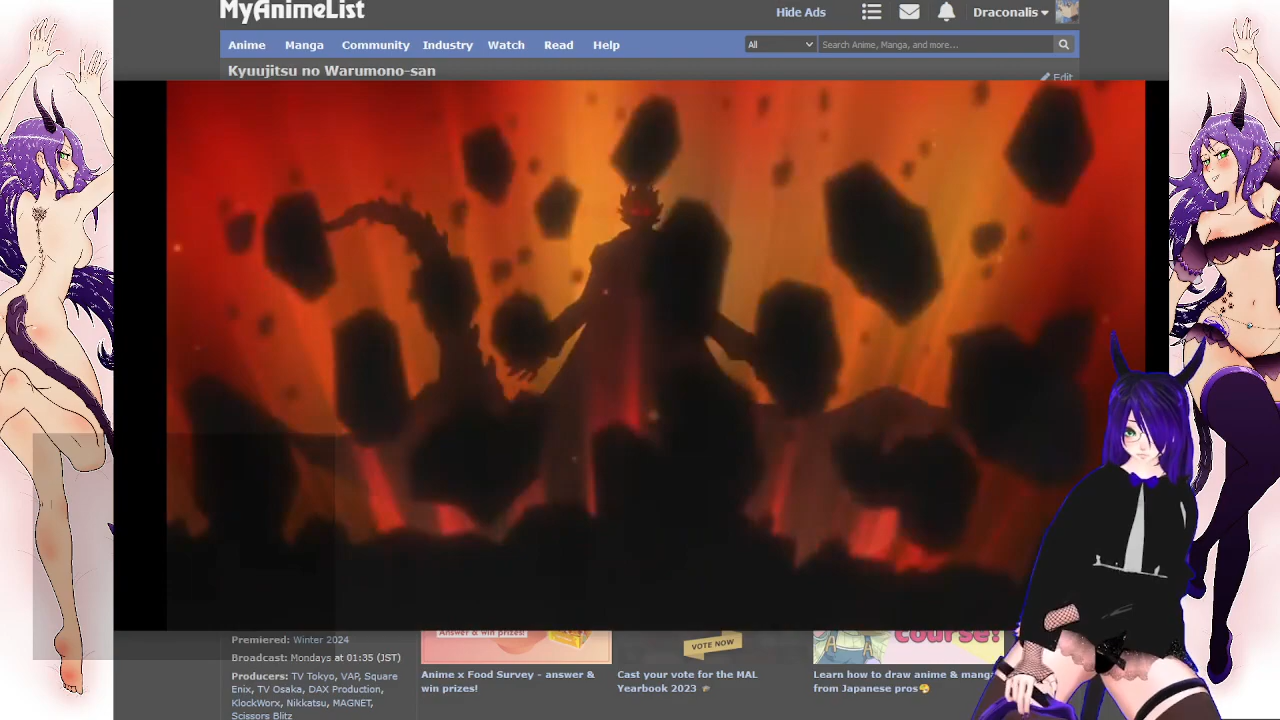 MyAnimeList
Hide Ads
Draconalis
Anime Manga Community Industry Watch Read Help
All
Search Anime, Manga, and more...
Kyuujitsu no Warumono-san
Edit
Answer & win prizes!
VOTE NOW
course!
Premiered: Winter 2024
Broadcast: Mondays at 01:35 (JST)
Producers: TV Tokyo, VAP, Square
Enix, TV Osaka, DAX Production,
KlockWorx, Nikkatsu, MAGNET,
Scissors Blitz
Anime x Food Survey - answer &
win prizes!
Cast your vote for the MAL
Yearbook 2023
Learn how to draw anime & manga
from Japanese pros